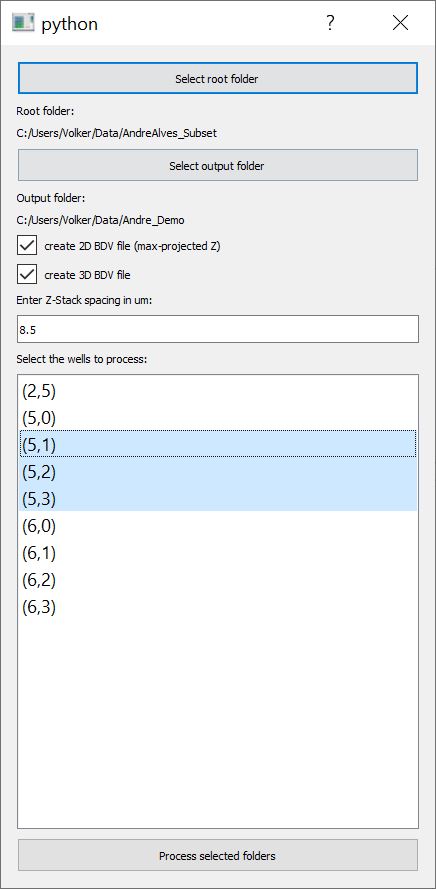 python
Select root folder
Root folder:
C:/Users/Volker/Data/AndreAlves_Subset
Select output folder
Output folder:
C:/Users/Volker/Data/Andre_Demo
create 2D BDV file (max-projected Z)
create 3D BDV file
Enter Z-Stack spacing in um:
8.5
Select the wells to process:
(2,5)
(5,0)
(5,1)
(5,2)
(5,3)
(6,0)
(6,1)
(6,2)
(6,3)
Process selected folders